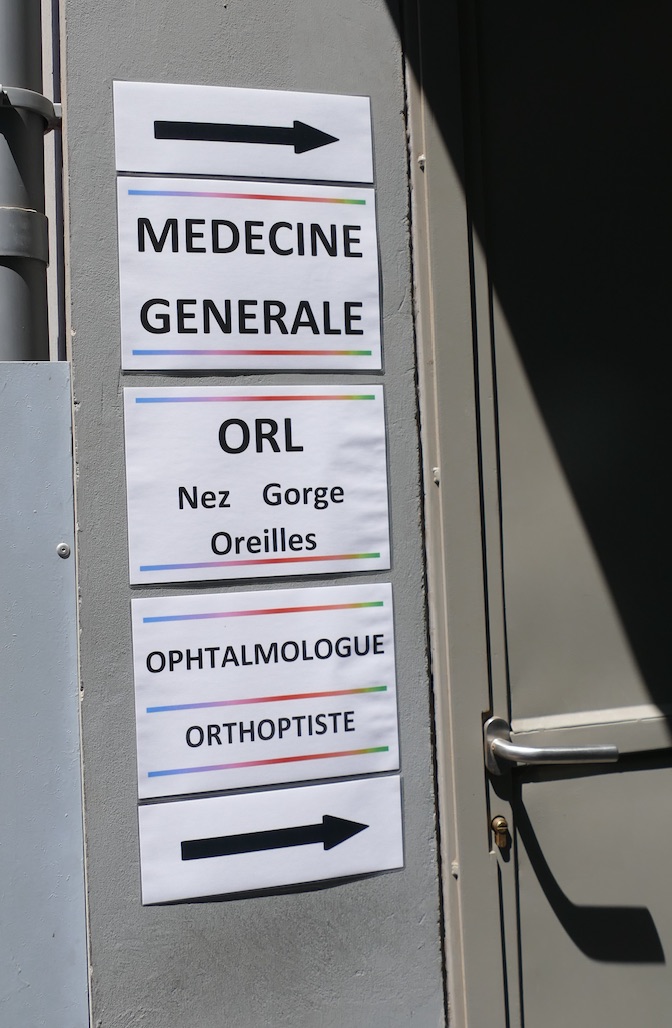 MEDECINE
GENERALE
ORL
Nez Gorge
Oreilles
OPHTALMOLOGUE
ORTHOPTISTE